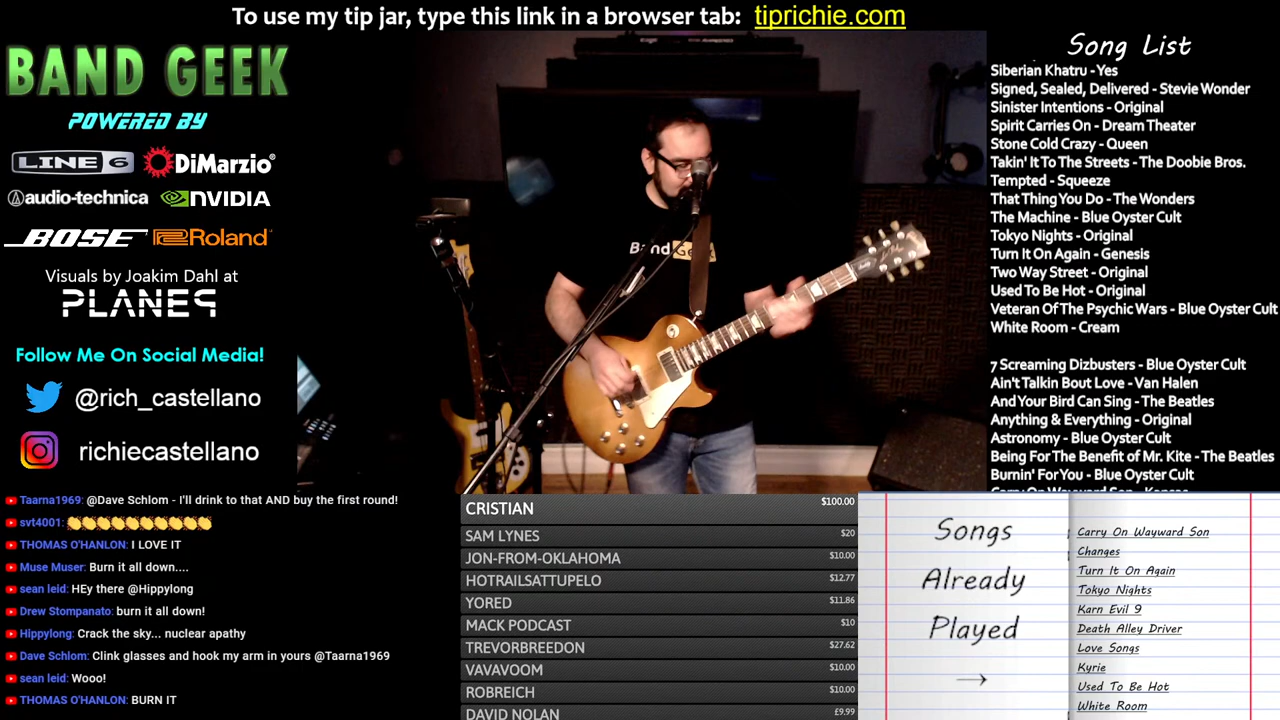 To use my tip jar, type this link in a browser tab: tiprichie.com
BAND GEEK
POWERED BY
LINE 6
DiMarzio®
audio-technica
NVIDIA
BOSE
Roland
Visuals by Joakim Dahl at
PLANE9
Follow Me On Social Media!
@rich_castellano
richiecastellano
Taarna1969: @Dave Schlom - I'll drink to that AND buy the first round!
svt4001: 👏👏👏👏👏👏👏👏👏👏
THOMAS O'HANLON: I LOVE IT
Muse Muser: Burn it all down....
sean leid: HEy there @Hippylong
Drew Stompanato: burn it all down!
Hippylong: Crack the sky... nuclear apathy
Dave Schlom: Clink glasses and hook my arm in yours @Taarna1969
sean leid: Wooo!
THOMAS O'HANLON: BURN IT
Band Geek
CRISTIAN $100.00
SAM LYNES $20
JON-FROM-OKLAHOMA $10.00
HOTRAILSATTUPELO $12.77
YORED $11.86
MACK PODCAST $10
TREVORBREEDON $27.62
VAVAVOOM $10.00
ROBREICH $10.00
DAVID NOLAN £9.99
Song List
Siberian Khatru - Yes
Signed, Sealed, Delivered - Stevie Wonder
Sinister Intentions - Original
Spirit Carries On - Dream Theater
Stone Cold Crazy - Queen
Takin' It To The Streets - The Doobie Bros.
Tempted - Squeeze
That Thing You Do - The Wonders
The Machine - Blue Oyster Cult
Tokyo Nights - Original
Turn It On Again - Genesis
Two Way Street - Original
Used To Be Hot - Original
Veteran Of The Psychic Wars - Blue Oyster Cult
White Room - Cream
7 Screaming Dizbusters - Blue Oyster Cult
Ain't Talkin Bout Love - Van Halen
And Your Bird Can Sing - The Beatles
Anything & Everything - Original
Astronomy - Blue Oyster Cult
Being For The Benefit of Mr. Kite - The Beatles
Burnin' For You - Blue Oyster Cult
Carry On Wayward Son - Kansas
Songs
Already
Played
→
Carry On Wayward Son
Changes
Turn It On Again
Tokyo Nights
Karn Evil 9
Death Alley Driver
Love Songs
Kyrie
Used To Be Hot
White Room